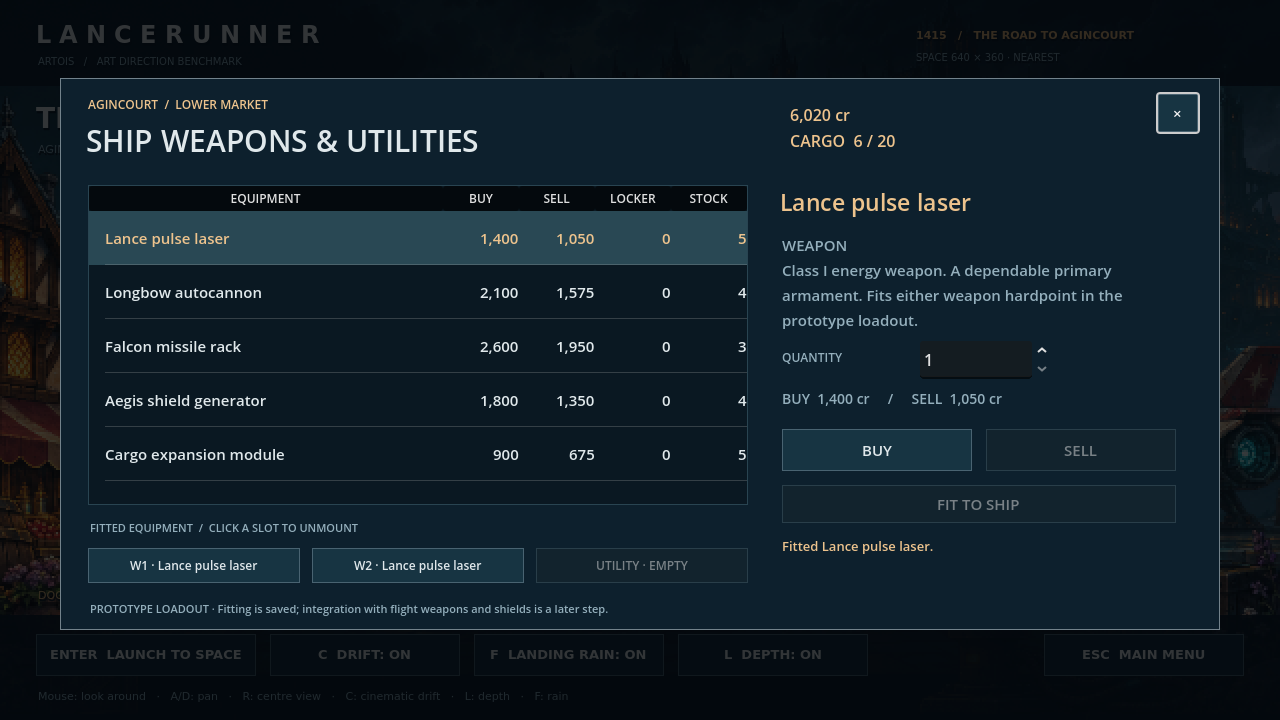 LANCERUNNER
ARTOIS / ART DIRECTION BENCHMARK
1415 / THE ROAD TO AGINCOURT
SPACE 640 × 360 · NEAREST
AGINCOURT / LOWER MARKET
SHIP WEAPONS & UTILITIES
6,020 cr
CARGO 6 / 20
×
EQUIPMENT BUY SELL LOCKER STOCK
Lance pulse laser 1,400 1,050 0 5
Longbow autocannon 2,100 1,575 0 4
Falcon missile rack 2,600 1,950 0 3
Aegis shield generator 1,800 1,350 0 4
Cargo expansion module 900 675 0 5
FITTED EQUIPMENT / CLICK A SLOT TO UNMOUNT
W1 · Lance pulse laser W2 · Lance pulse laser UTILITY · EMPTY
PROTOTYPE LOADOUT · Fitting is saved; integration with flight weapons and shields is a later step.
Lance pulse laser
WEAPON
Class I energy weapon. A dependable primary
armament. Fits either weapon hardpoint in the
prototype loadout.
QUANTITY 1
BUY 1,400 cr / SELL 1,050 cr
BUY SELL
FIT TO SHIP
Fitted Lance pulse laser.
ENTER LAUNCH TO SPACE C DRIFT: ON F LANDING RAIN: ON L DEPTH: ON ESC MAIN MENU
Mouse: look around · A/D: pan · R: centre view · C: cinematic drift · L: depth · F: rain